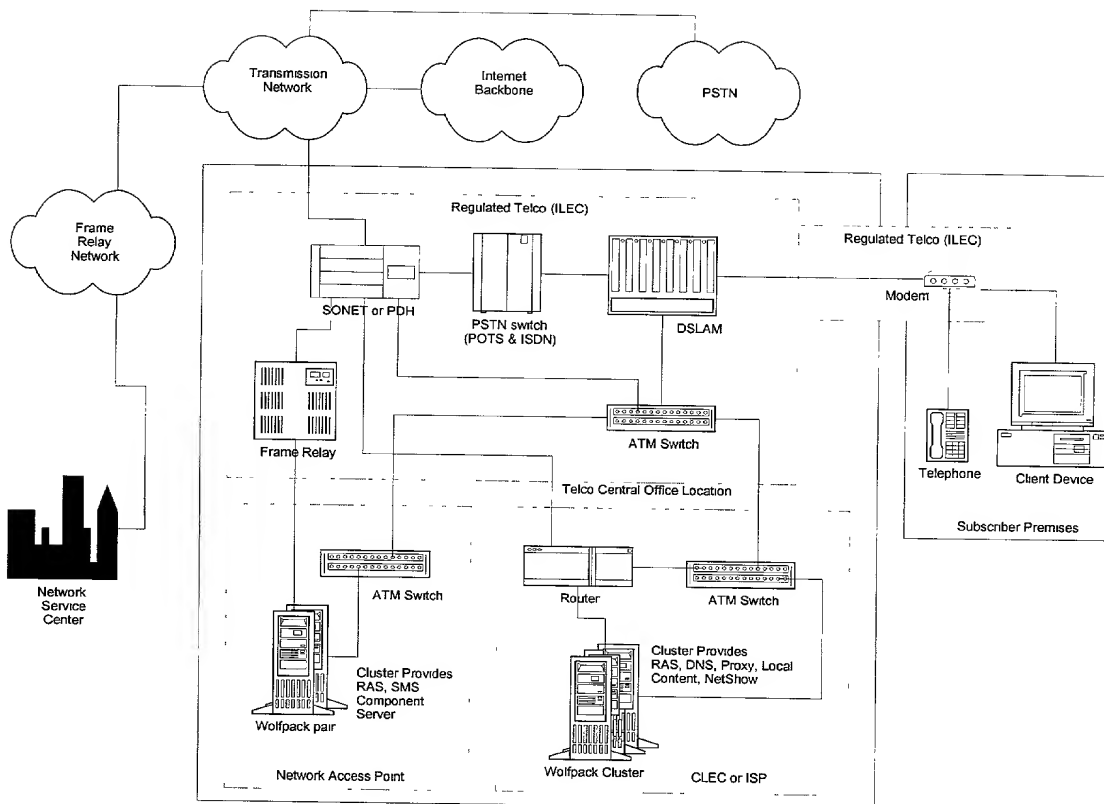 Transmission
Network
Internet
Backbone
PSTN
Frame
Relay
Network
Regulated Telco (ILEC)
Regulated Telco (ILEC)
SONET or PDH
PSTN switch
(POTS & ISDN)
DSLAM
Modem
Frame Relay
ATM Switch
Telephone
Client Device
Telco Central Office Location
Subscriber Premises
Network
Service
Center
ATM Switch
Router
ATM Switch
Cluster Provides
RAS, SMS
Component
Server
Cluster Provides
RAS, DNS, Proxy, Local
Content, NetShow
Wolfpack pair
Wolfpack Cluster
Network Access Point
CLEC or ISP